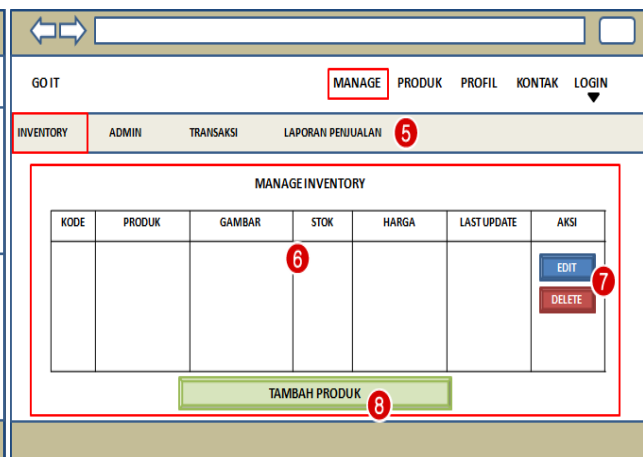 GO IT MANAGE PRODUK PROFIL KONTAK LOGIN
INVENTORY ADMIN TRANSAKSI LAPORAN PENJUALAN 5
MANAGE INVENTORY
KODE PRODUK GAMBAR STOK HARGA LAST UPDATE AKSI
6
EDIT
7
DELETE
TAMBAH PRODUK
8